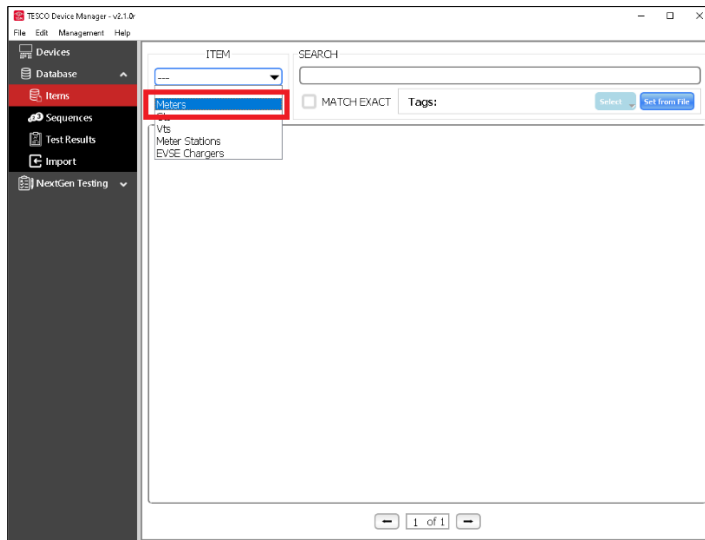 TESCO Device Manager - v2.1.0r
File Edit Management Help
Devices
Database
Items
Sequences
Test Results
Import
NextGen Testing
ITEM
SEARCH
---
MATCH EXACT
Tags:
Select
Set from File
Meters
Vts
Meter Stations
EVSE Chargers
1 of 1